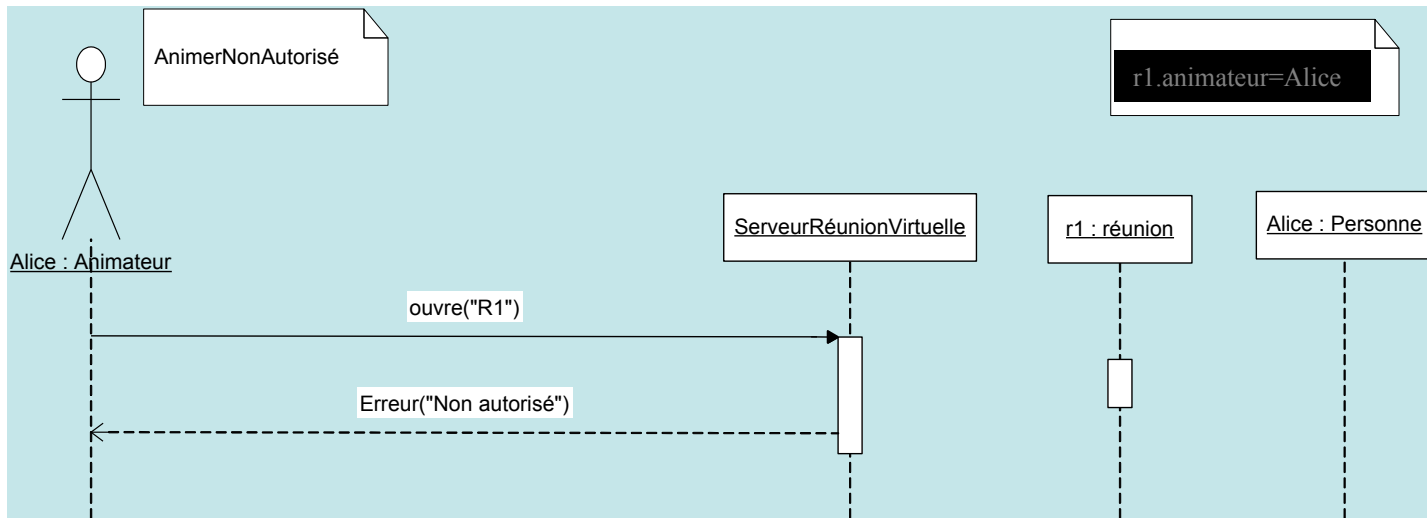 AnimerNonAutorisé
r1.animateur=Alice
ServeurRéunionVirtuelle
r1 : réunion
Alice : Personne
Alice : Animateur
ouvre("R1")
Erreur("Non autorisé")